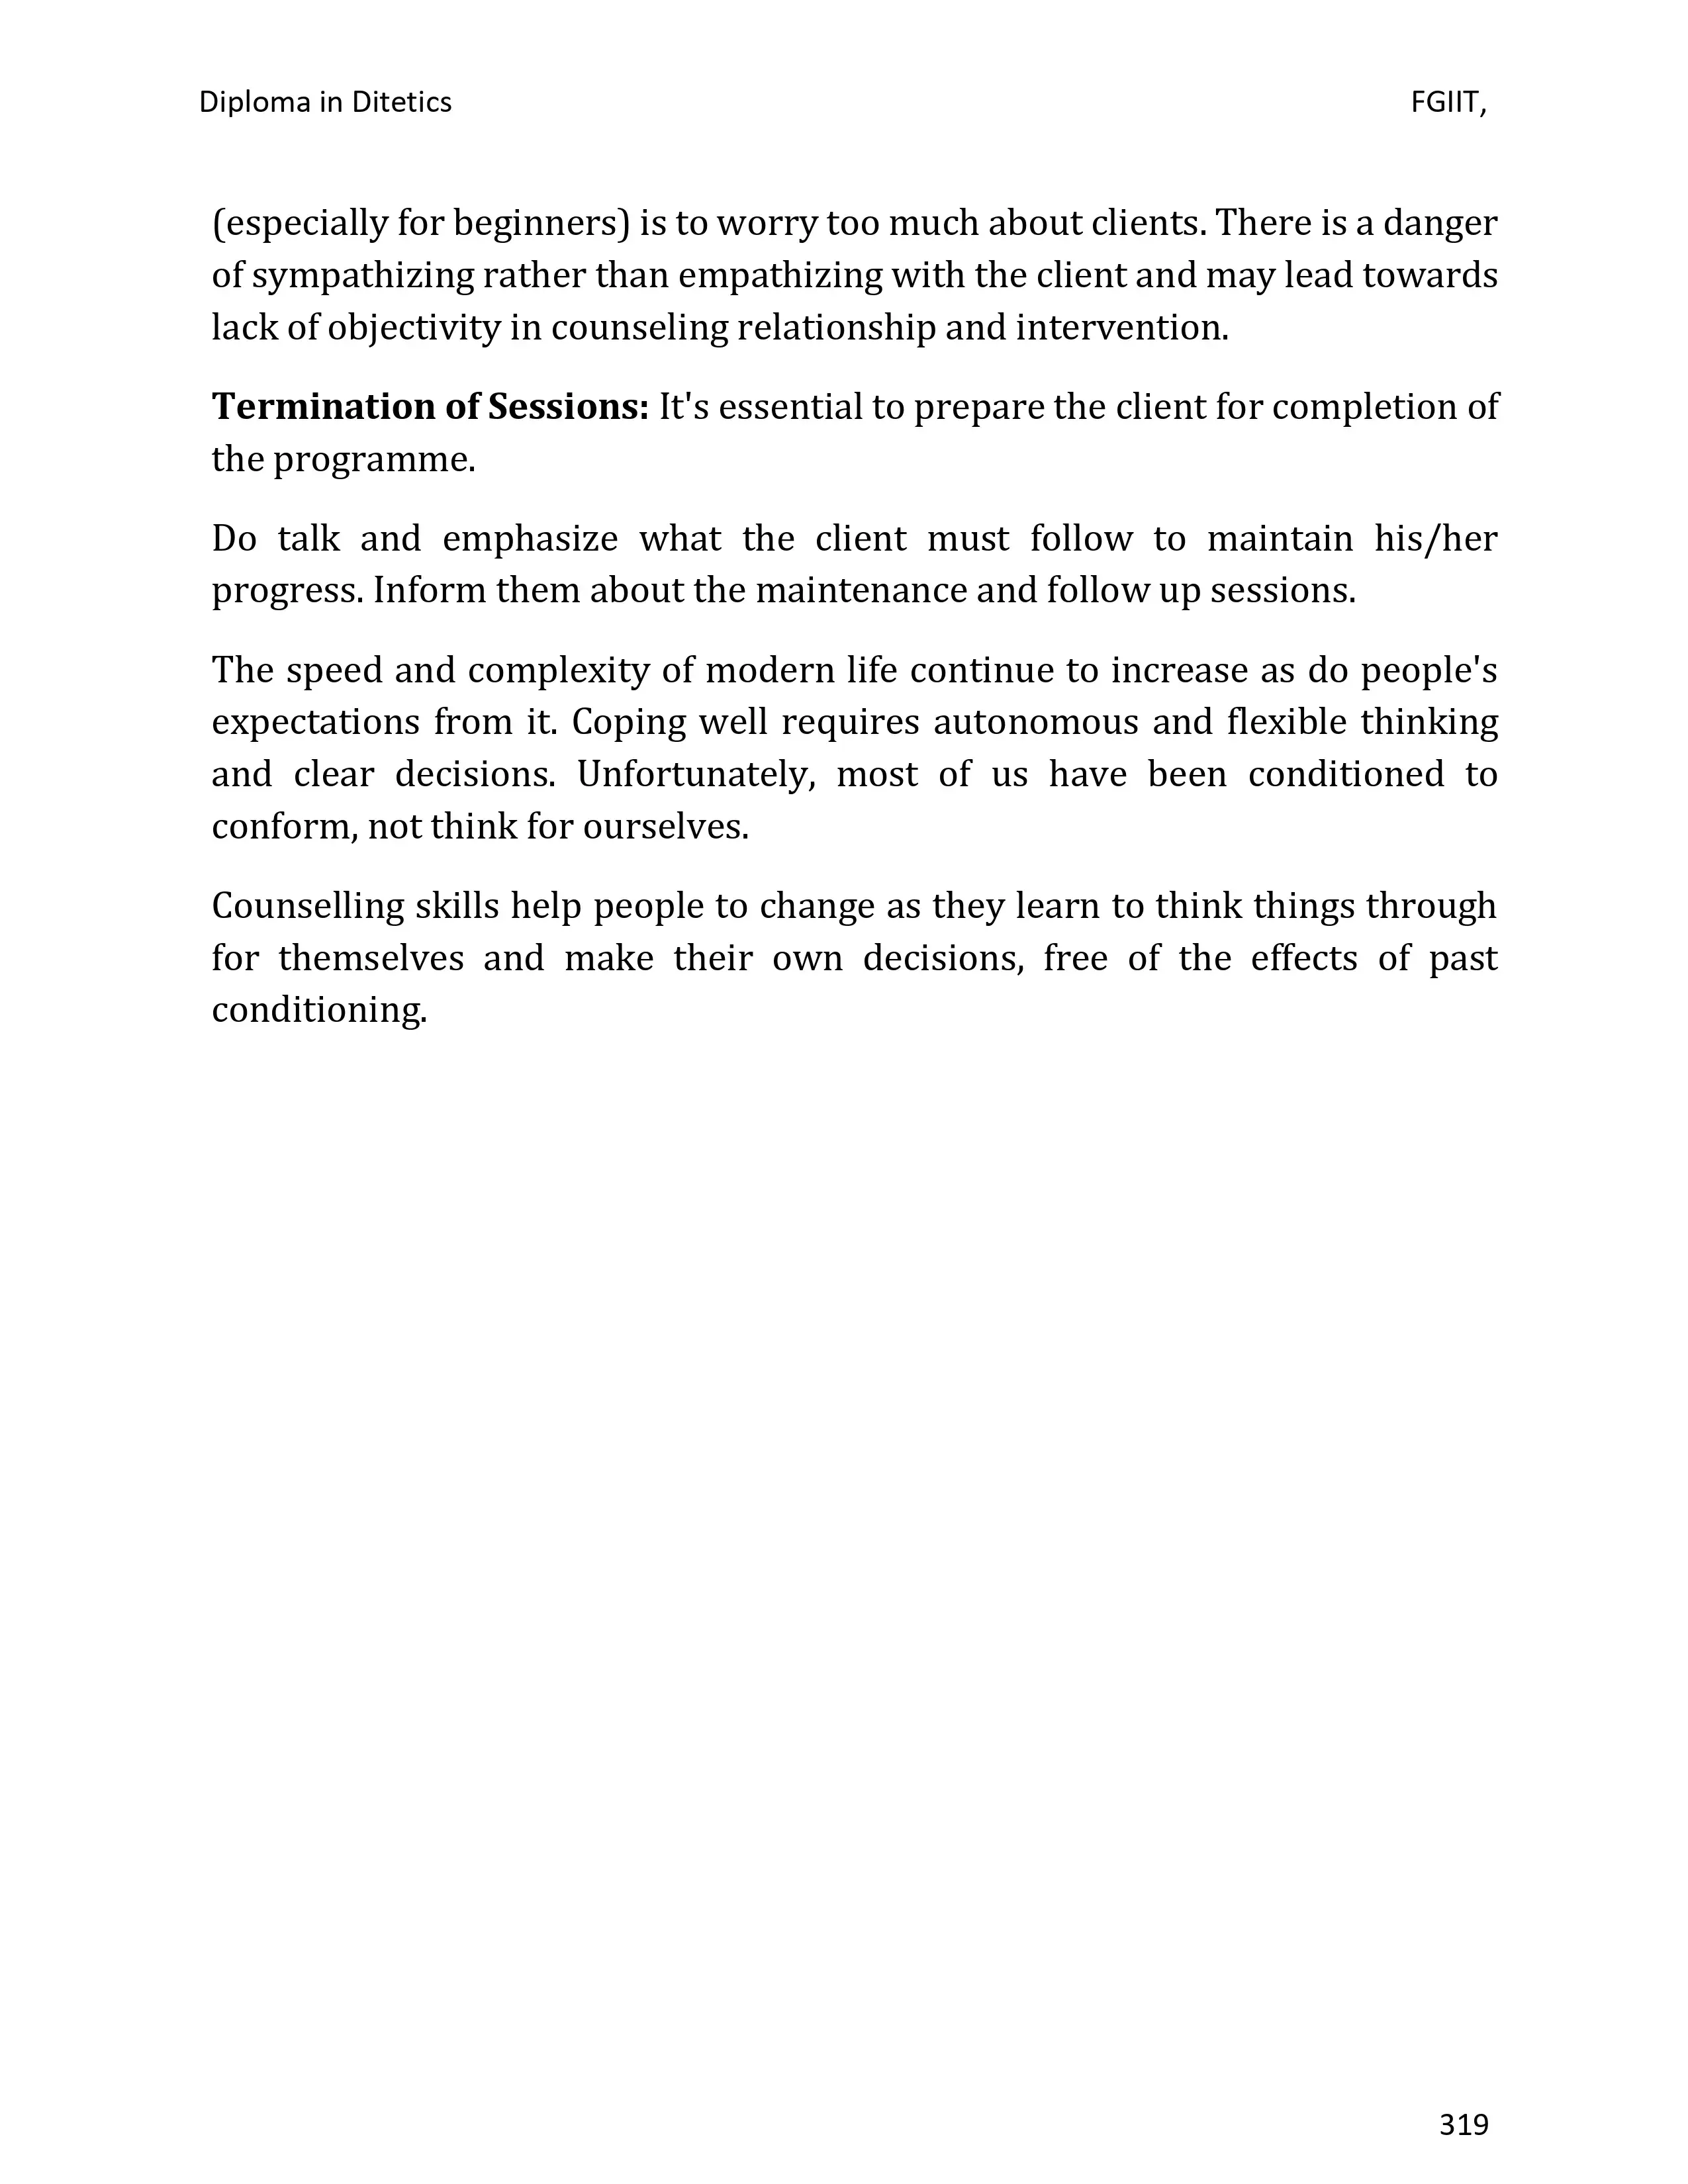 Diploma in Ditetics FGIIT,
(especially for beginners) is to worry too much about clients. There is a danger
of sympathizing rather than empathizing with the client and may lead towards
lack of objectivity in counseling relationship and intervention.
Termination of Sessions: It's essential to prepare the client for completion of
the programme.
Do talk and emphasize what the client must follow to maintain his/her
progress. Inform them about the maintenance and follow up sessions.
The speed and complexity of modern life continue to increase as do people's
expectations from it. Coping well requires autonomous and flexible thinking
and clear decisions. Unfortunately, most of us have been conditioned to
conform, not think for ourselves.
Counselling skills help people to change as they learn to think things through
for themselves and make their own decisions, free of the effects of past
conditioning.
319